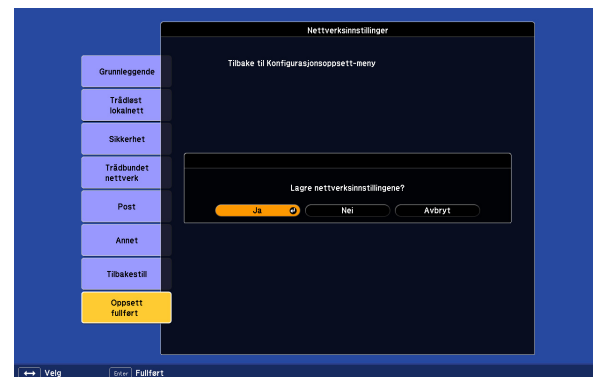 Nettverksinnstillinger
Tilbake til Konfigurasjonsoppsett-meny
Grunnleggende
Trådløst
lokalnett
Sikkerhet
Trådbundet
nettverk
Post
Annet
Tilbakestill
Oppsett
fullført
Lagre nettverksinnstillingene?
Ja Nei Avbryt
Velg Enter Fullført